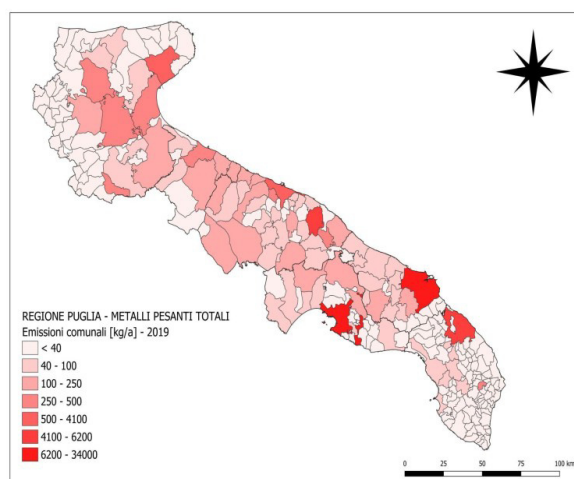 REGIONE PUGLIA - METALLI PESANTI TOTALI
Emissioni comunali [kg/a] - 2019
< 40
40 - 100
100 - 250
250 - 500
500 - 4100
4100 - 6200
6200 - 34000
0 25 50 75 100 km